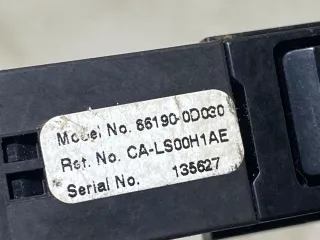 Model No. 86190-0D030
Ref. No. CA-LS00H1AE
Serial No. 135627